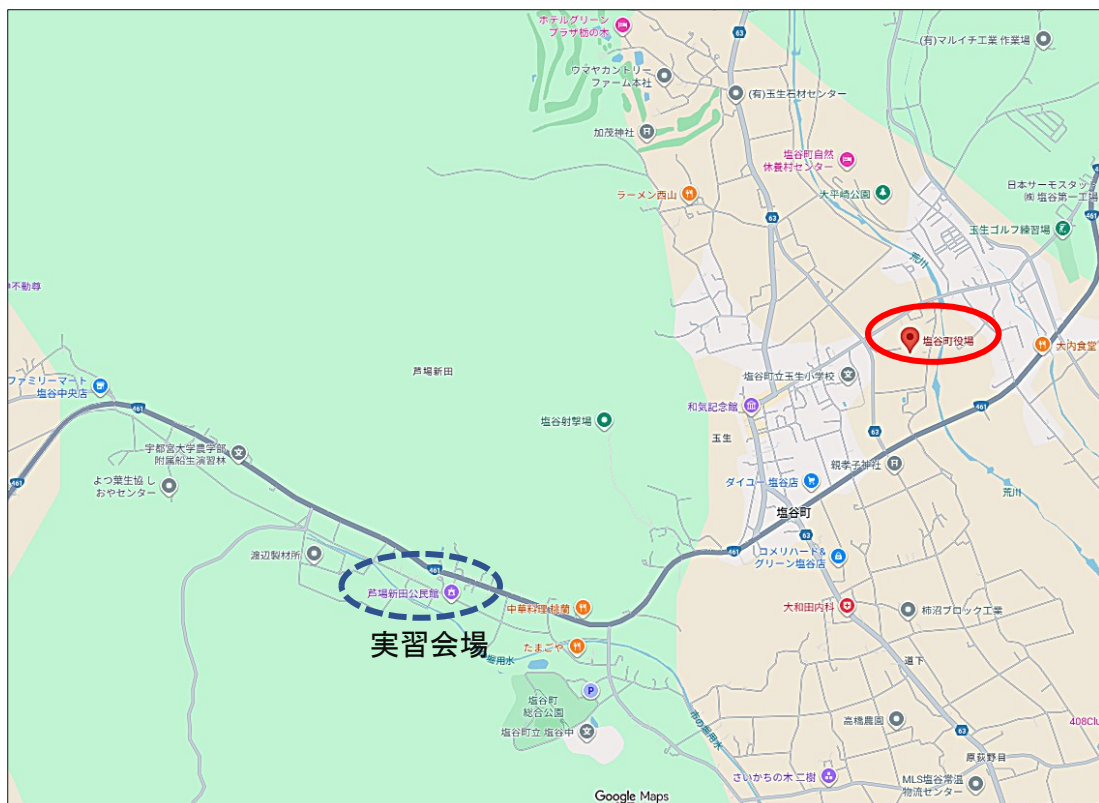 ホテルグリーン
プラザ栃の木
63
(有)マルイチ工業 作業場
ウマヤカントリー
ファーム本社
(有)玉生石材センター
加茂神社
塩谷町自然
休養村センター
大平崎公園
日本サーモスタット
㈱ 塩谷第一工場
461
ラーメン西山
63
玉生ゴルフ練習場
荒川
中不動尊
塩谷町役場
大内食堂
芦場新田
塩谷町立玉生小学校
ファミリーマート
塩谷中央店
461
和気記念館
461
塩谷射撃場
63
玉生
宇都宮大学農学部
附属船生演習林
親孝子神社
よつ葉生協 し
おやセンター
461
ダイユー 塩谷店
荒川
塩谷町
63
渡辺製材所
461
コメリハード&
グリーン塩谷店
461
芦場新田公民館
中華料理 桃蘭
大和田内科
柿沼ブロック工業
実習会場
場用水
たまごや
道下
塩谷町
総合公園
P
市の堀用水
高橋農園
408Clu
塩谷町立 塩谷中
63
原荻野目
さいかちの木 二樹
MLS塩谷常温
物流センター
Google Maps